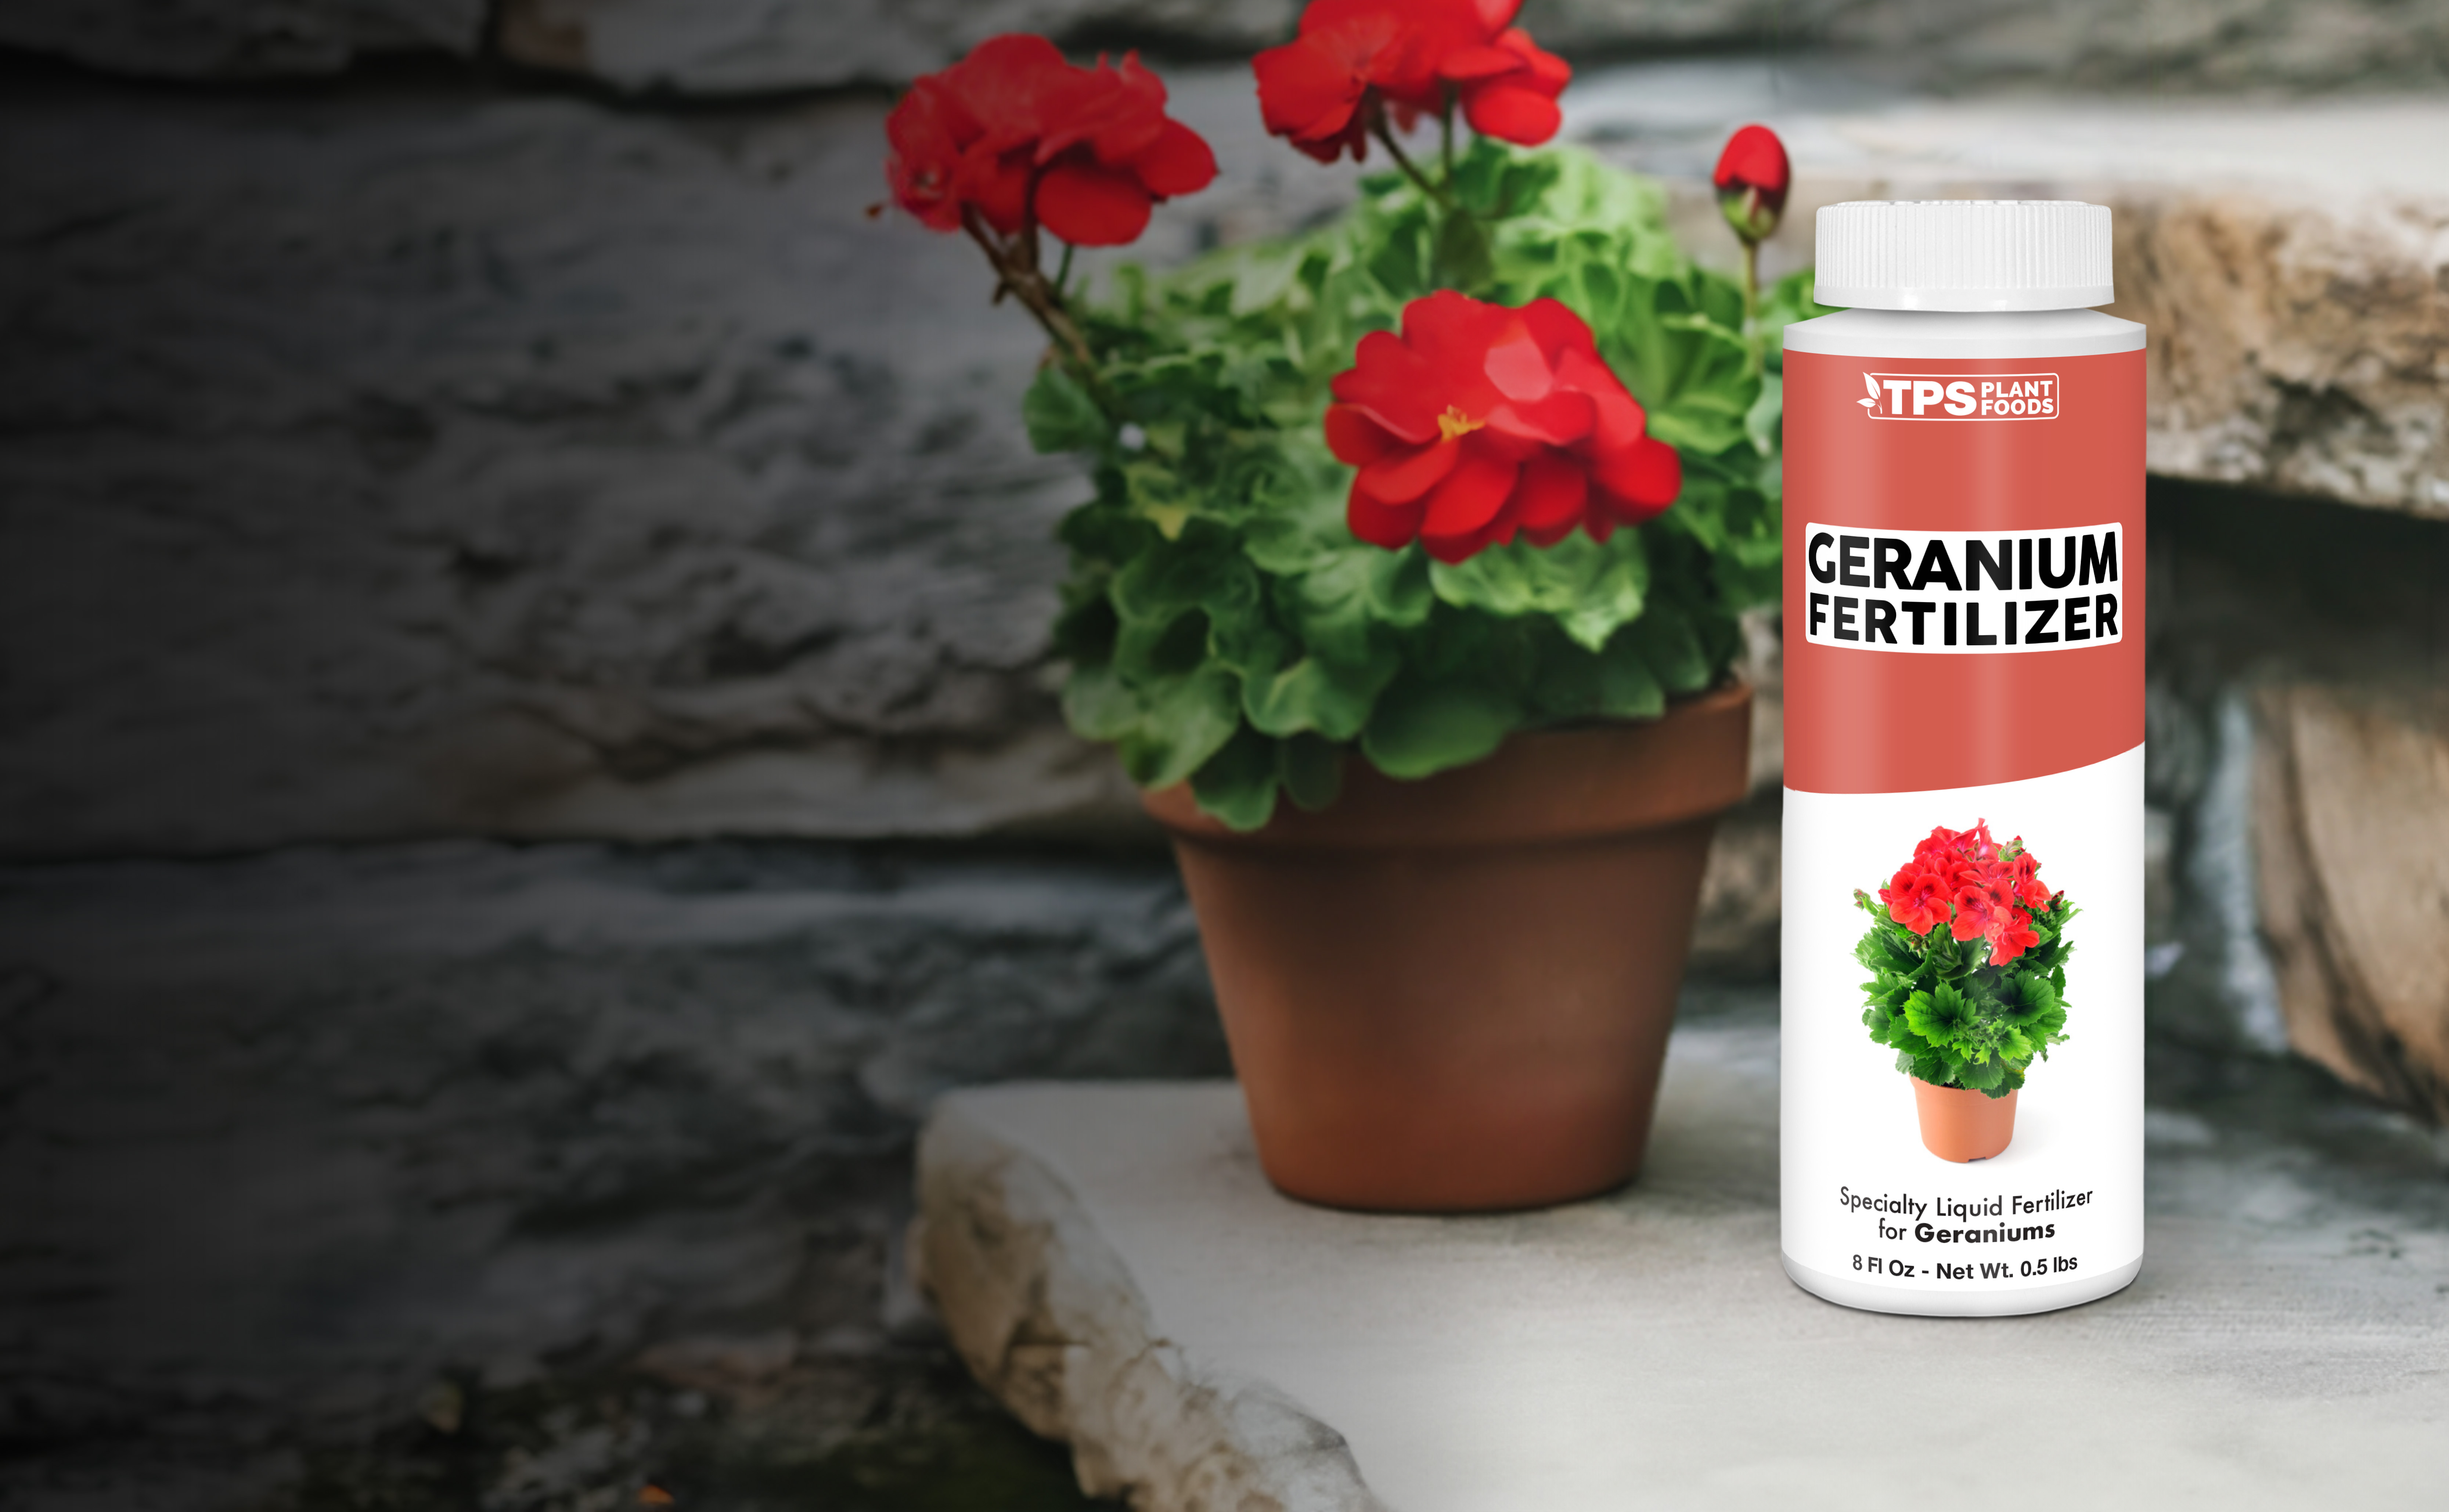 TPS PLANT FOODS
GERANIUM
FERTILIZER
Specialty Liquid Fertilizer
for Geraniums
8 Fl Oz - Net Wt. 0.5 lbs